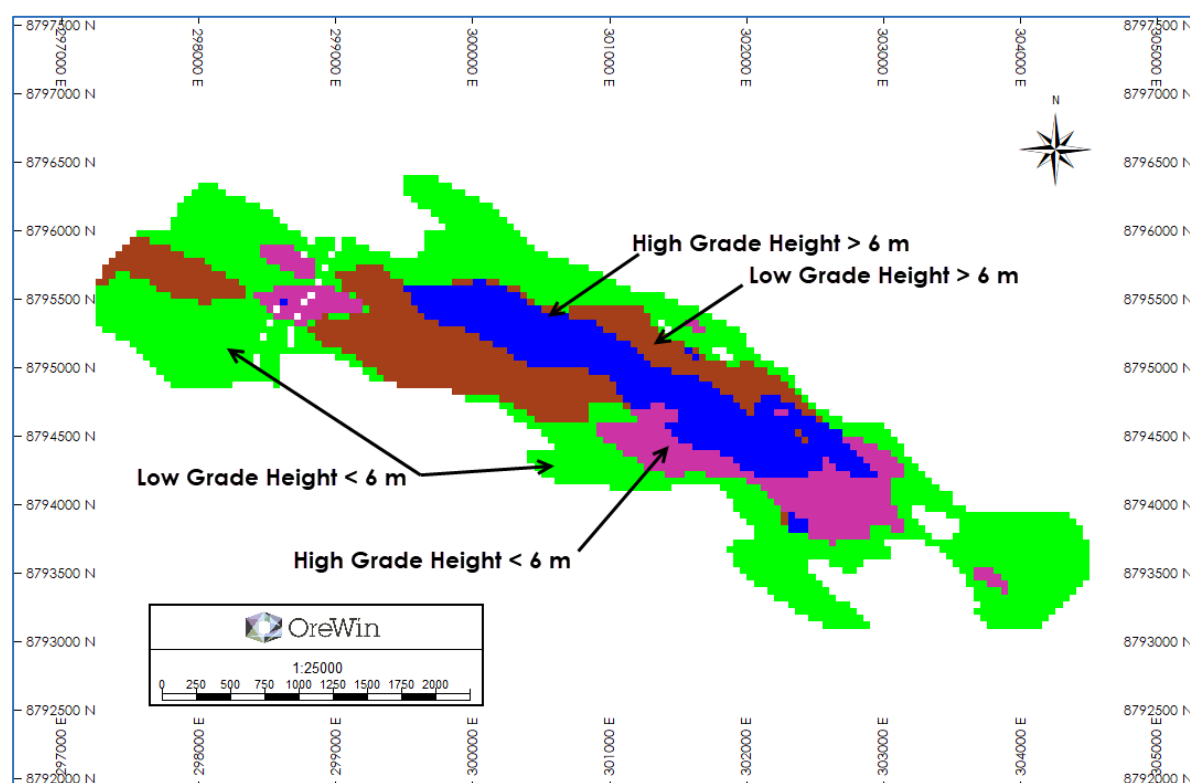 8797500 N
8797500 N
297000 E
298000 E
299000 E
300000 E
301000 E
302000 E
303000 E
304000 E
305000 E
8797000 N
8797000 N
N
8796500 N
8796500 N
8796000 N
8796000 N
High Grade Height > 6 m
Low Grade Height > 6 m
8795500 N
8795500 N
8795000 N
8795000 N
8794500 N
8794500 N
Low Grade Height < 6 m
8794000 N
8794000 N
High Grade Height < 6 m
8793500 N
8793500 N
OreWin
8793000 N
8793000 N
1:25000
0 250 500 750 1000 1250 1500 1750 2000
8792500 N
8792500 N
297000 E
298000 E
299000 E
300000 E
301000 E
302000 E
303000 E
304000 E
305000 E
8792000 N
8792000 N